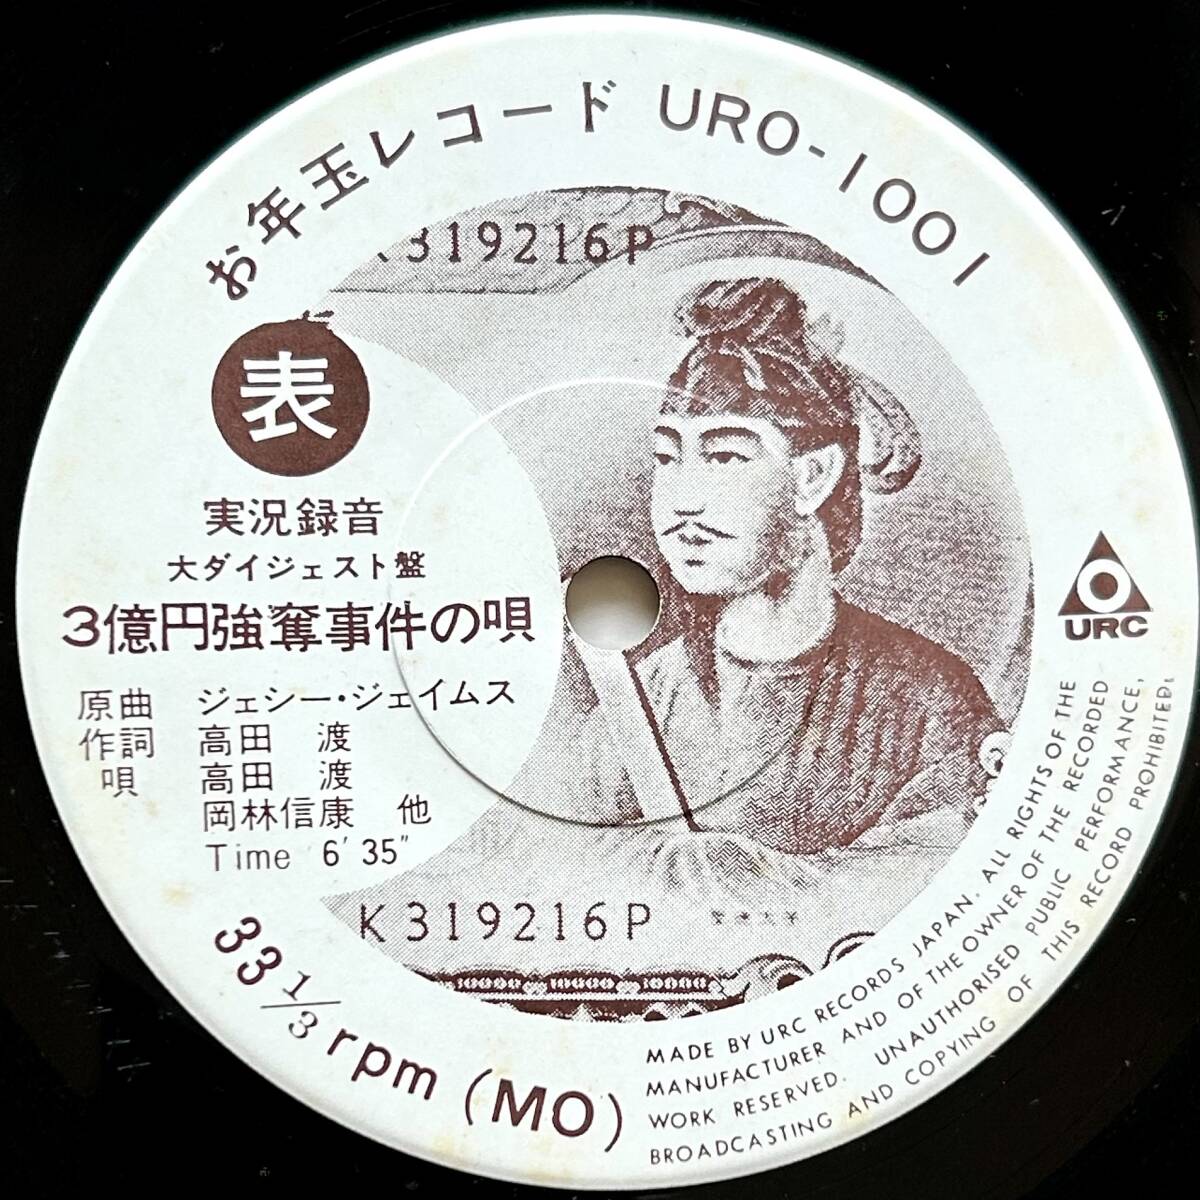 お年玉レコード URO-1001
K319216P
表
実況録音
大ダイジェスト盤
3億円強奪事件の唄
原曲 ジェシー・ジェイムス
作詞 高田 渡
唄 高田 渡
岡林信康 他
Time 6′35″
K319216P
10000 10000 10000
33 1/3 rpm (MO)
URC
MADE BY URC RECORDS JAPAN. ALL RIGHTS OF THE
MANUFACTURER AND OF THE OWNER OF THE RECORDED
WORK RESERVED. UNAUTHORISED PUBLIC PERFORMANCE,
BROADCASTING AND COPYING OF THIS RECORD PROHIBITED.